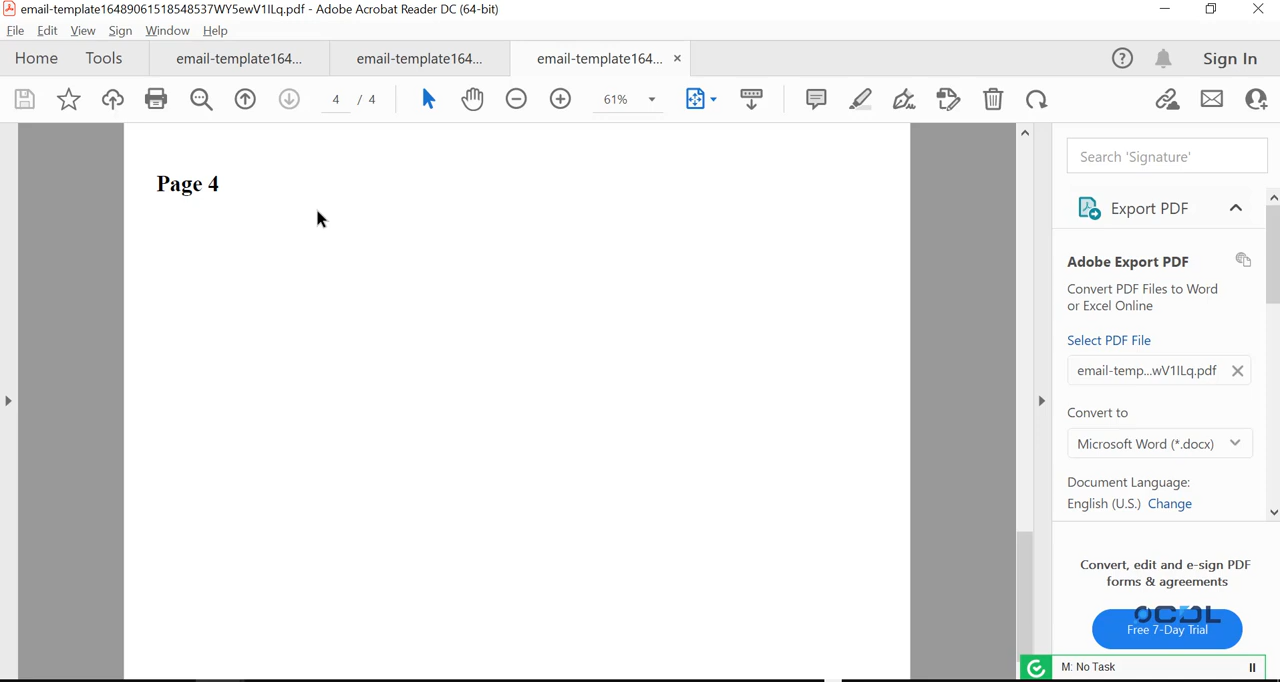 email-template16489061518548537WY5ewV1ILq.pdf - Adobe Acrobat Reader DC (64-bit)
File Edit View Sign Window Help
Home Tools email-template164... email-template164... email-template164... ×
? Sign In
4 / 4 61%
Search 'Signature'
Page 4
Export PDF
Adobe Export PDF
Convert PDF Files to Word
or Excel Online
Select PDF File
email-temp...wV1ILq.pdf
Convert to
Microsoft Word (*.docx)
Document Language:
English (U.S.) Change
Convert, edit and e-sign PDF
forms & agreements
Free 7-Day Trial
M: No Task